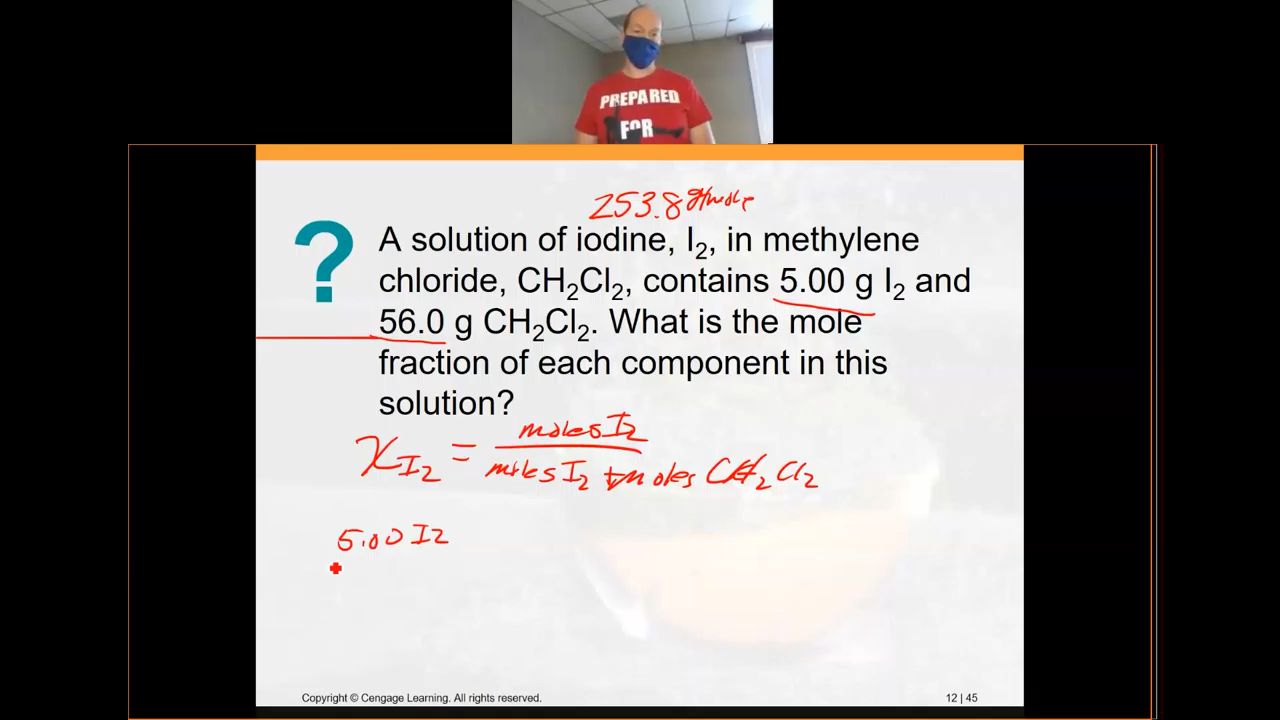 PREPARED
FOR
253.8 g/mole
?
A solution of iodine, I₂, in methylene
chloride, CH₂Cl₂, contains 5.00 g I₂ and
56.0 g CH₂Cl₂. What is the mole
fraction of each component in this
solution?
χ_I₂ = moles I₂ / moles I₂ + moles CH₂Cl₂
5.00 I₂
Copyright © Cengage Learning. All rights reserved.
12 | 45